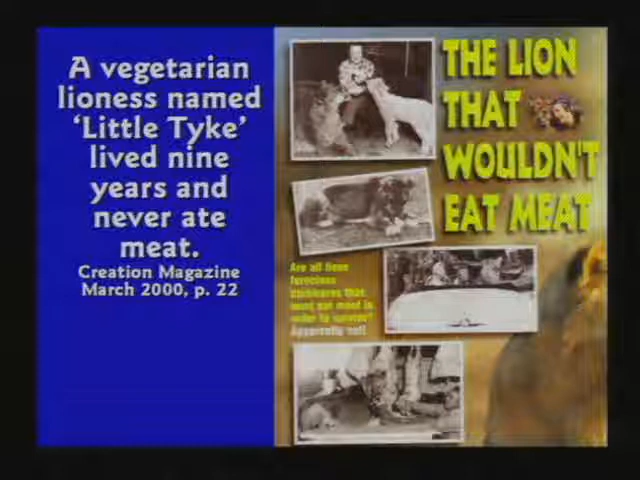 A vegetarian
lioness named
'Little Tyke'
lived nine
years and
never ate
meat.
Creation Magazine
March 2000, p. 22
THE LION
THAT
WOULDN'T
EAT MEAT
Are all these
ferocious
carnivores that
must eat meat in
order to survive?
Apparently not!